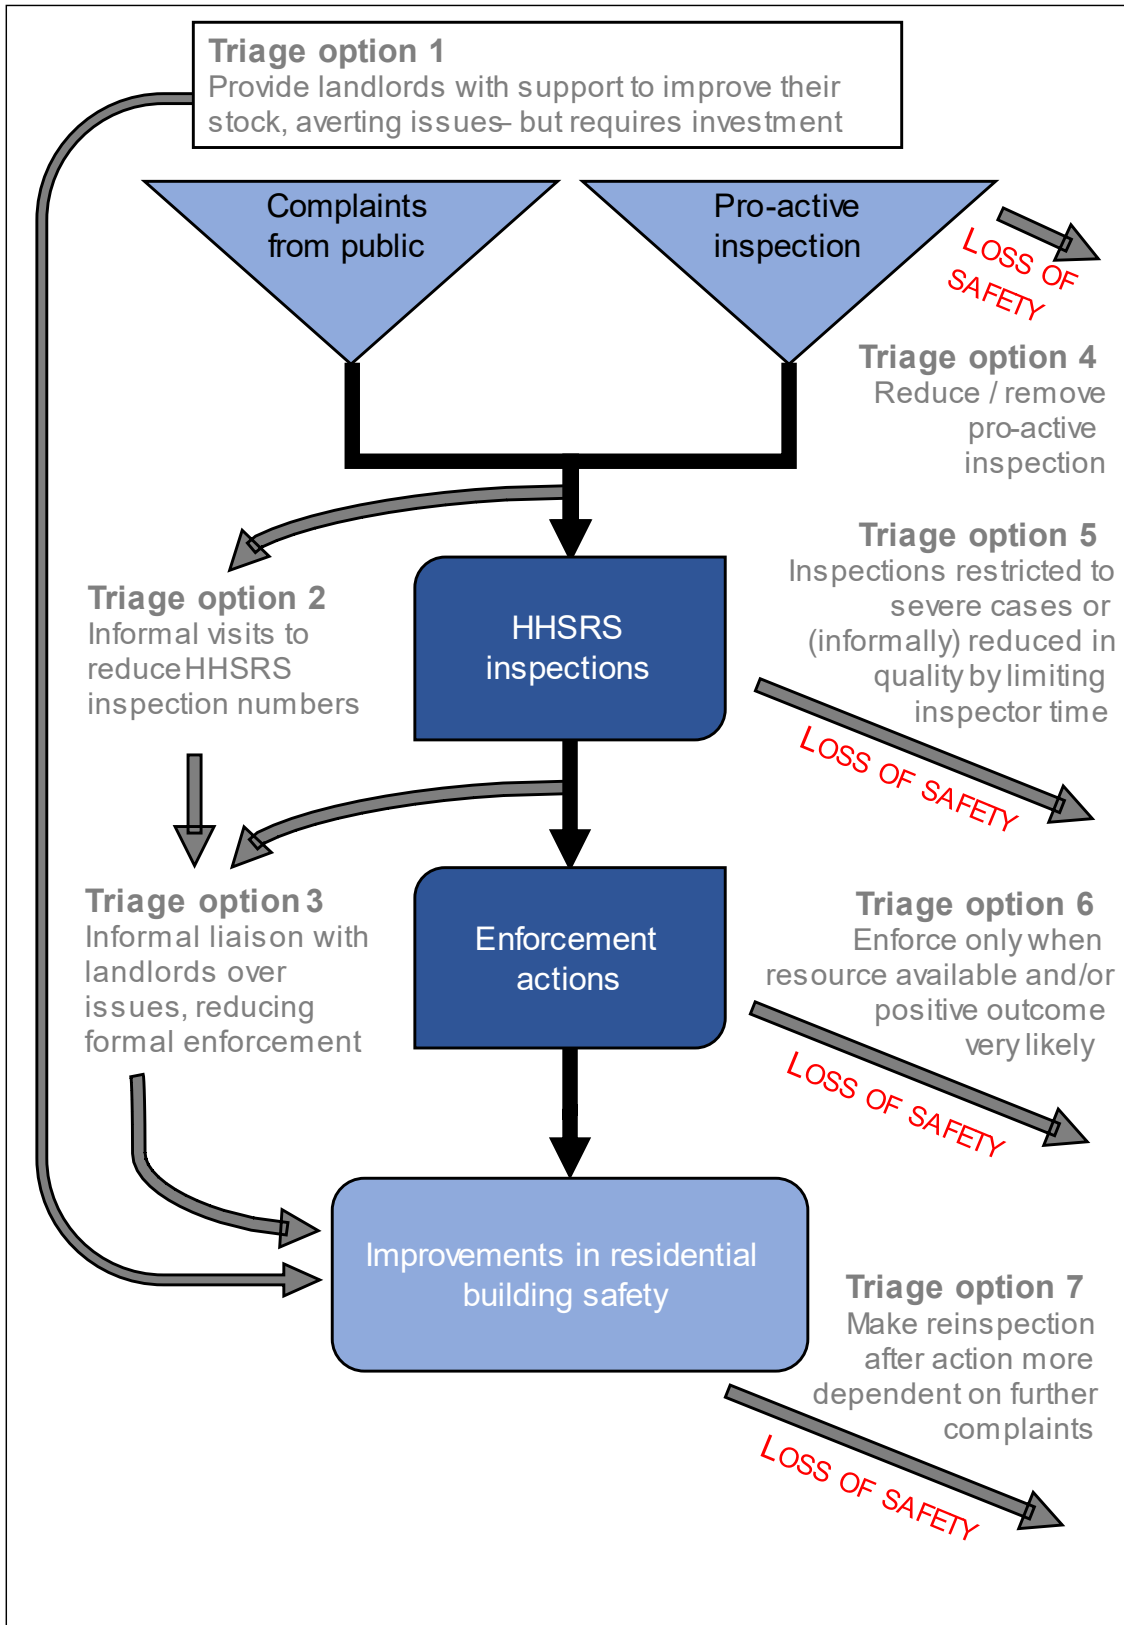 Triage option 1
Provide landlords with support to improve their
stock, averting issues– but requires investment
Complaints
from public
Pro-active
inspection
LOSS OF
SAFETY
Triage option 4
Reduce / remove
pro-active
inspection
Triage option 5
Inspections restricted to
severe cases or
(informally) reduced in
quality by limiting
inspector time
LOSS OF SAFETY
HHSRS
inspections
Triage option 2
Informal visits to
reduce HHSRS
inspection numbers
Triage option 3
Informal liaison with
landlords over
issues, reducing
formal enforcement
Enforcement
actions
Triage option 6
Enforce only when
resource available and/or
positive outcome
very likely
LOSS OF SAFETY
Improvements in residential
building safety
Triage option 7
Make reinspection
after action more
dependent on further
complaints
LOSS OF SAFETY